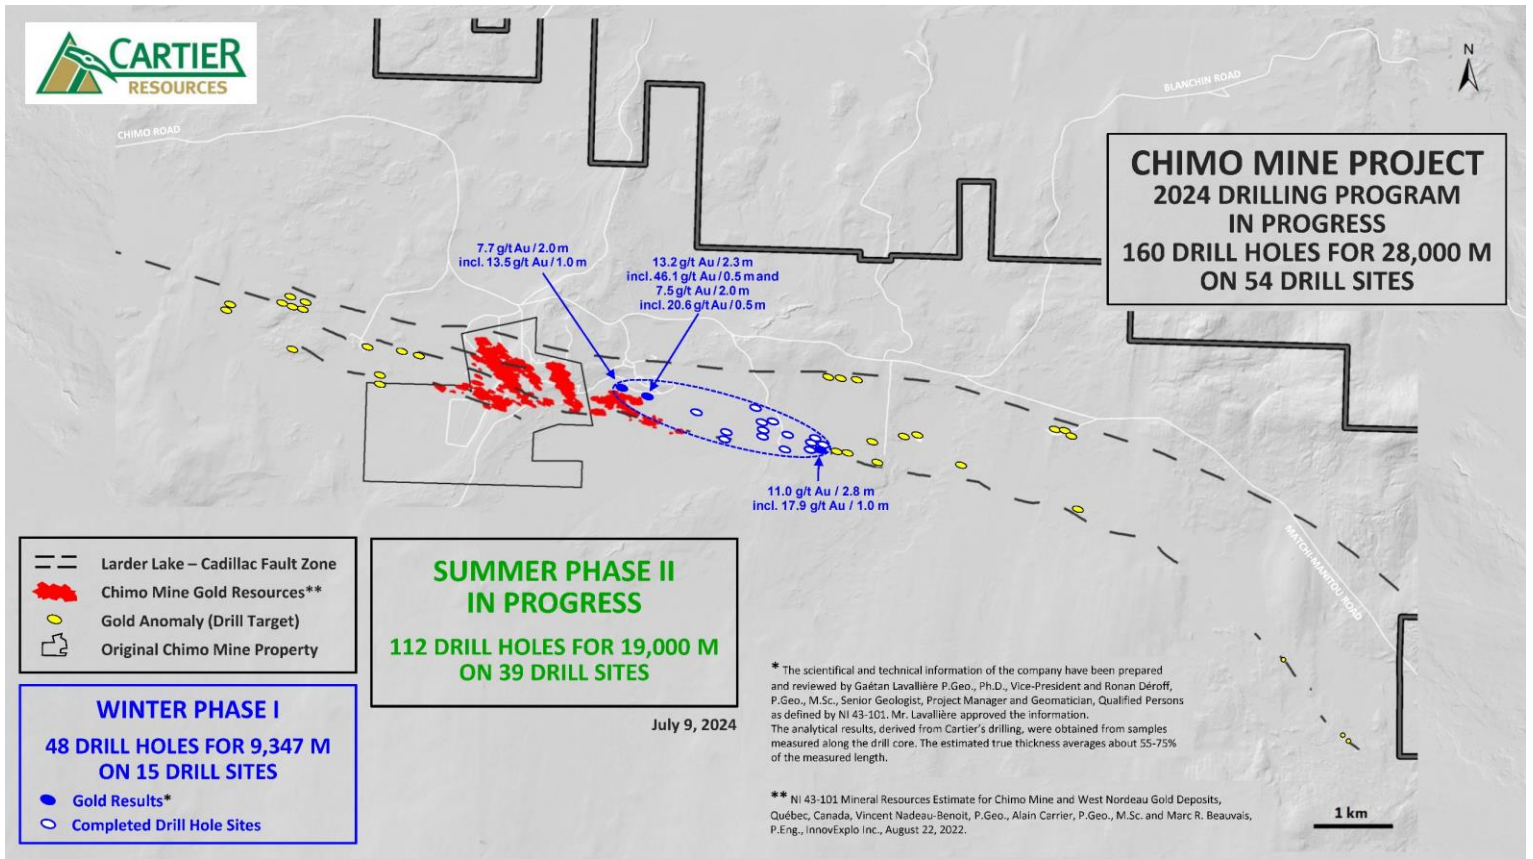 CARTIER
RESOURCES
N
BLANCHIN ROAD
CHIMO ROAD
CHIMO MINE PROJECT
2024 DRILLING PROGRAM
IN PROGRESS
160 DRILL HOLES FOR 28,000 M
ON 54 DRILL SITES
7.7 g/t Au / 2.0 m
incl. 13.5 g/t Au / 1.0 m
13.2 g/t Au / 2.3 m
incl. 46.1 g/t Au / 0.5 m and
7.5 g/t Au / 2.0 m
incl. 20.6 g/t Au / 0.5 m
11.0 g/t Au / 2.8 m
incl. 17.9 g/t Au / 1.0 m
MATCHI-MANITOU ROAD
Larder Lake – Cadillac Fault Zone
Chimo Mine Gold Resources**
Gold Anomaly (Drill Target)
Original Chimo Mine Property
SUMMER PHASE II
IN PROGRESS
112 DRILL HOLES FOR 19,000 M
ON 39 DRILL SITES
July 9, 2024
WINTER PHASE I
48 DRILL HOLES FOR 9,347 M
ON 15 DRILL SITES
Gold Results*
Completed Drill Hole Sites
* The scientifical and technical information of the company have been prepared
and reviewed by Gaétan Lavallière P.Geo., Ph.D., Vice-President and Ronan Déroff,
P.Geo., M.Sc., Senior Geologist, Project Manager and Geomatician, Qualified Persons
as defined by NI 43-101. Mr. Lavallière approved the information.
The analytical results, derived from Cartier's drilling, were obtained from samples
measured along the drill core. The estimated true thickness averages about 55-75%
of the measured length.
** NI 43-101 Mineral Resources Estimate for Chimo Mine and West Nordeau Gold Deposits,
Québec, Canada, Vincent Nadeau-Benoit, P.Geo., Alain Carrier, P.Geo., M.Sc. and Marc R. Beauvais,
P.Eng., InnovExplo Inc., August 22, 2022.
1 km